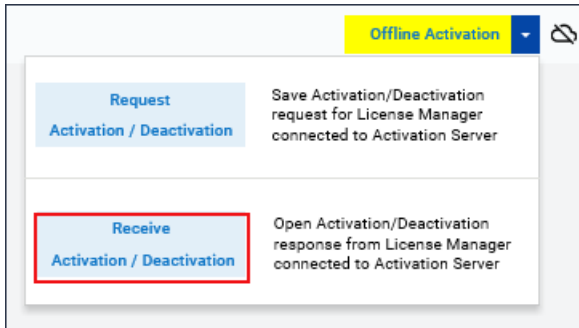 Offline Activation
Request
Activation / Deactivation
Save Activation/Deactivation
request for License Manager
connected to Activation Server
Receive
Activation / Deactivation
Open Activation/Deactivation
response from License Manager
connected to Activation Server